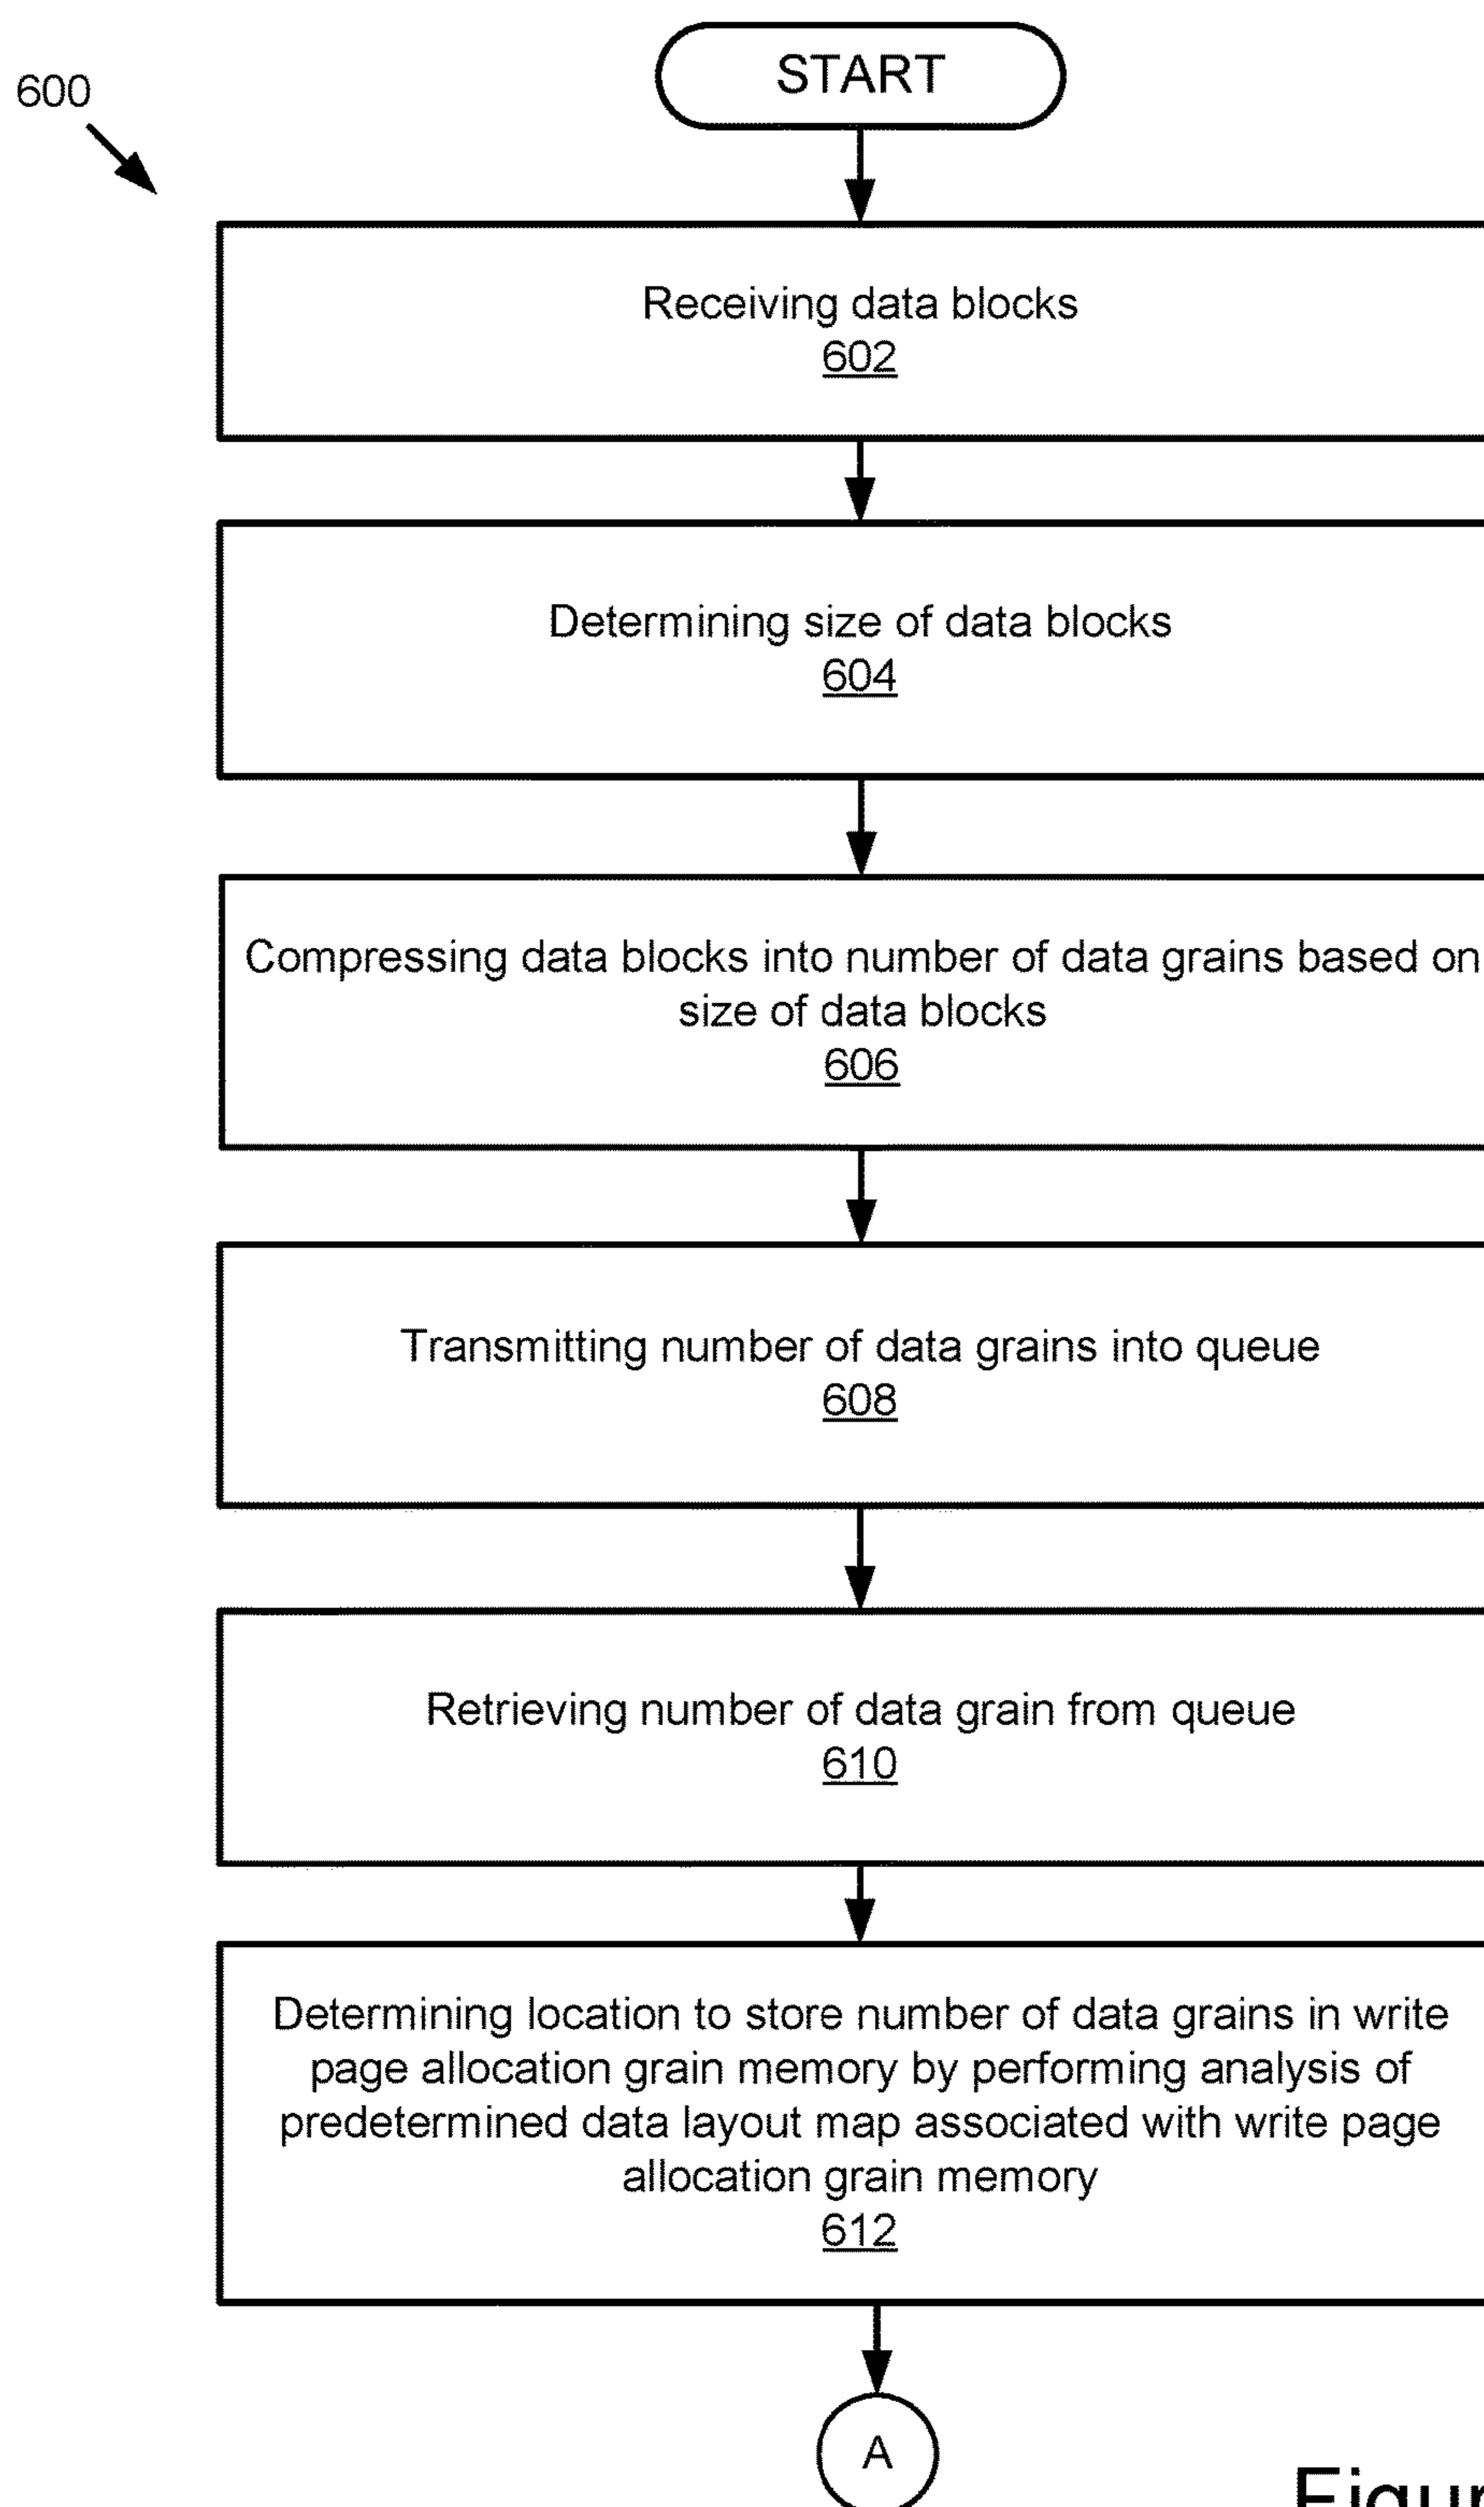 START
600
Receiving data blocks
602
Determining size of data blocks
604
Compressing data blocks into number of data grains based on
size of data blocks
606
Transmitting number of data grains into queue
608
Retrieving number of data grain from queue
610
Determining location to store number of data grains in write
page allocation grain memory by performing analysis of
predetermined data layout map associated with write page
allocation grain memory
612
A